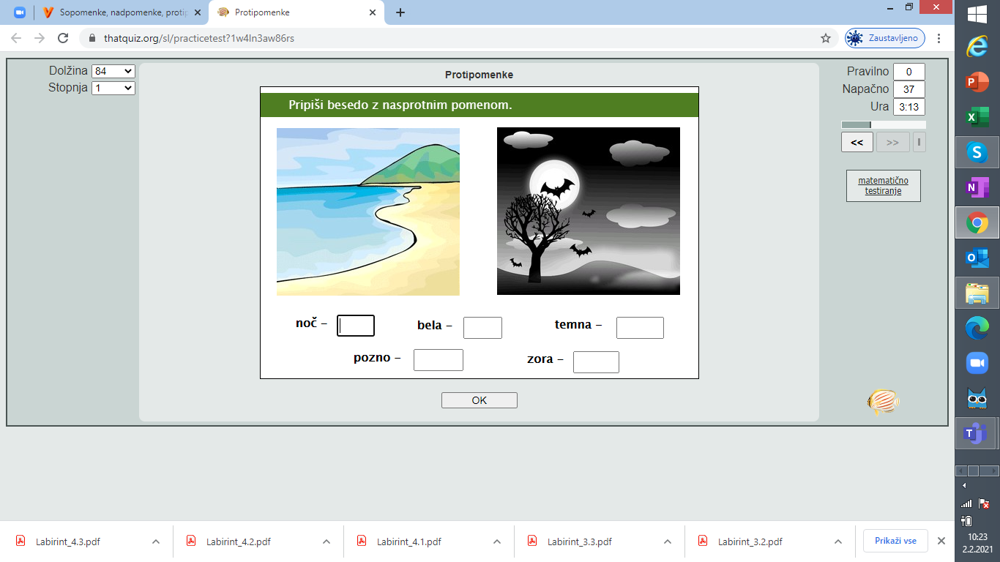 Sopomenke, nadpomenke, protip
Protipomenke
thatquiz.org/sl/practicetest?1w4ln3aw86rs
Zaustavljeno
Dolžina 84
Stopnja 1
Protipomenke
Pripiši besedo z nasprotnim pomenom.
noč –
bela –
temna –
pozno –
zora –
OK
Pravilno 0
Napačno 37
Ura 3:13
<< >> I
matematično
testiranje
Labirint_4.3.pdf
Labirint_4.2.pdf
Labirint_4.1.pdf
Labirint_3.3.pdf
Labirint_3.2.pdf
Prikaži vse
10:23
2.2.2021